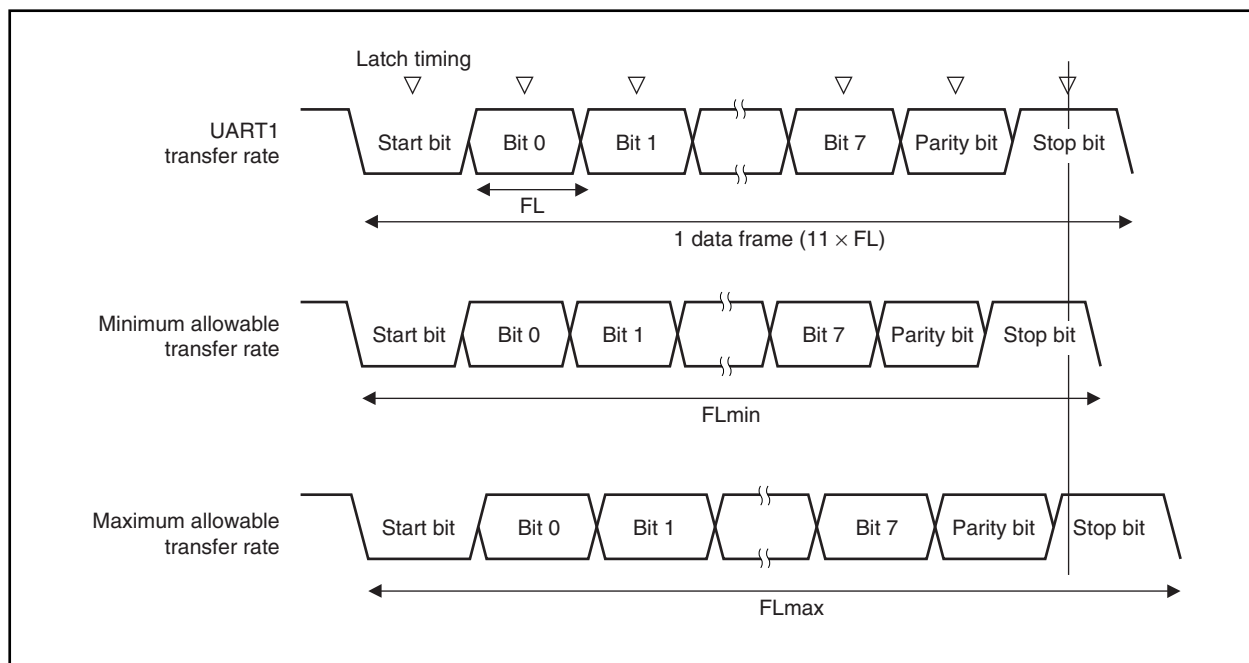 Latch timing
UART1
transfer rate
Start bit
Bit 0
Bit 1
Bit 7
Parity bit
Stop bit
FL
1 data frame (11 × FL)
Minimum allowable
transfer rate
Start bit
Bit 0
Bit 1
Bit 7
Parity bit
Stop bit
FLmin
Maximum allowable
transfer rate
Start bit
Bit 0
Bit 1
Bit 7
Parity bit
Stop bit
FLmax